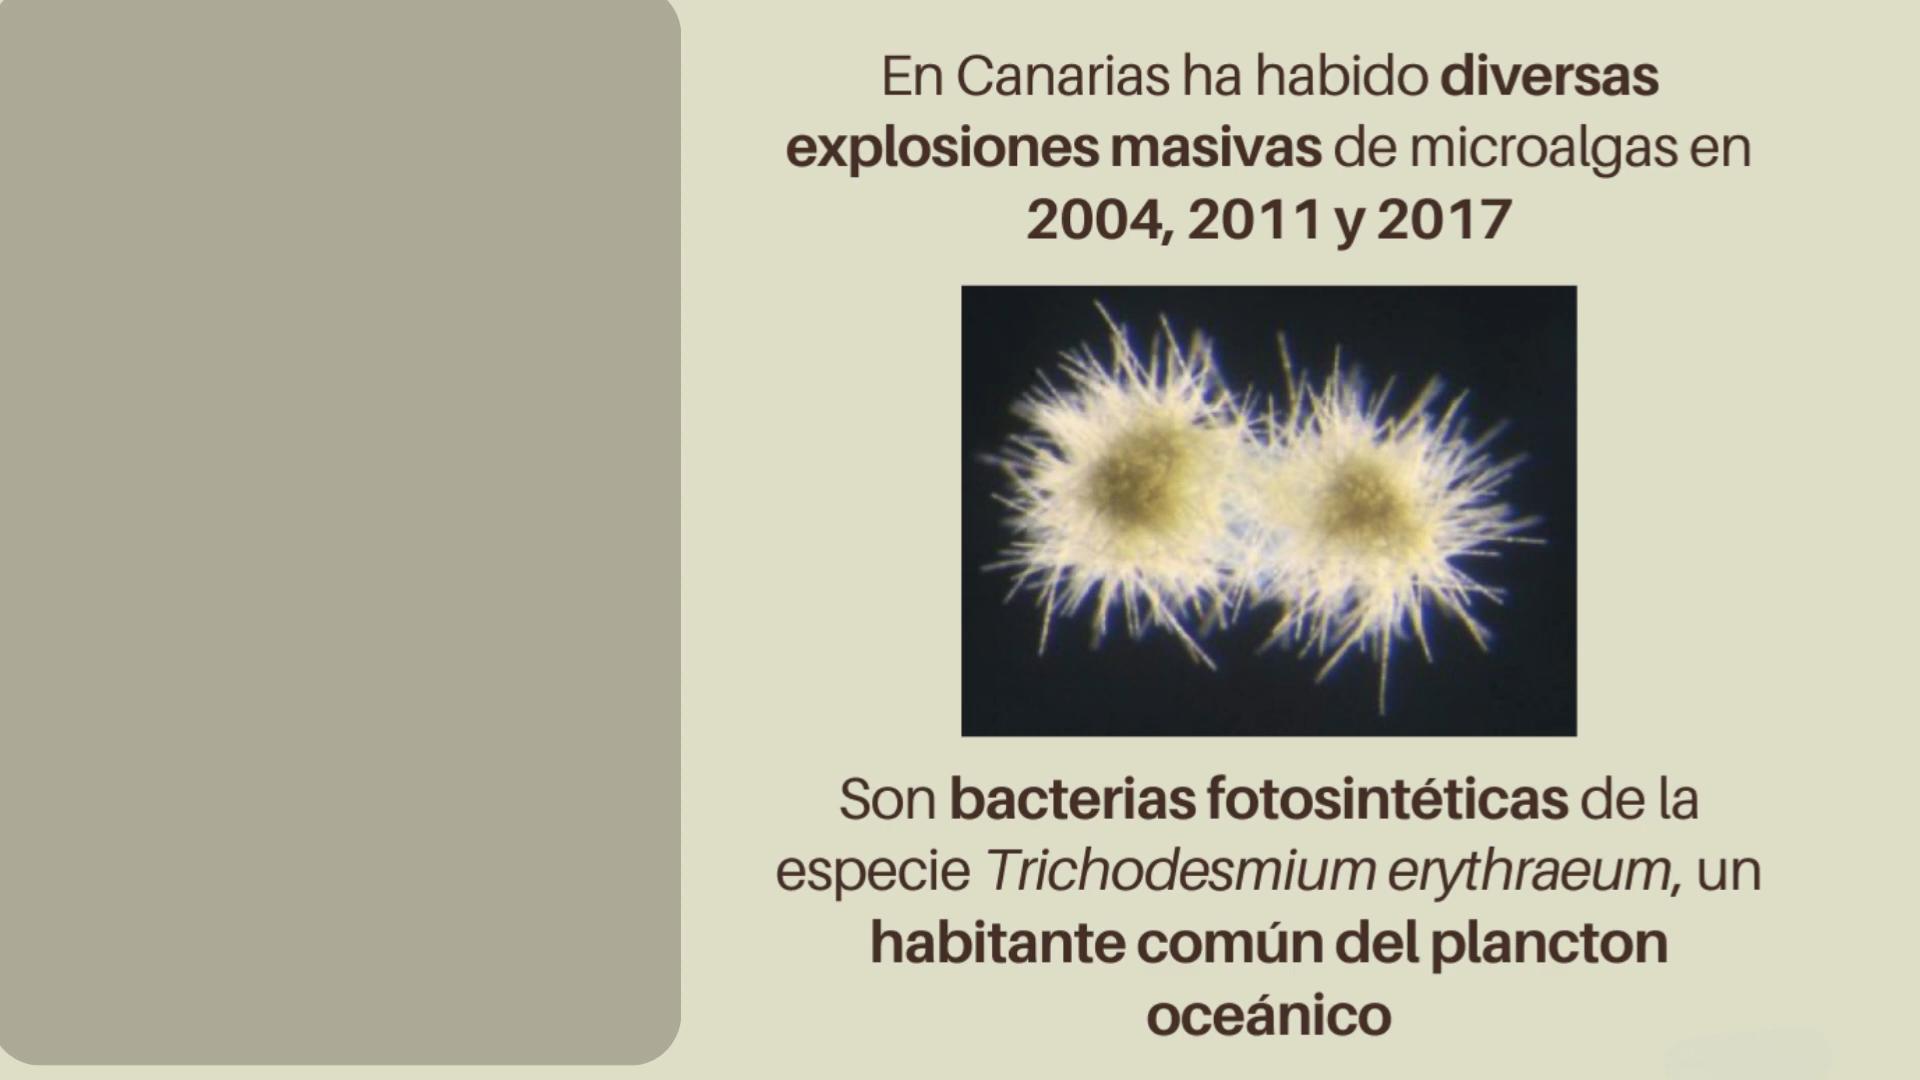 En Canarias ha habido diversas
explosiones masivas de microalgas en
2004, 2011 y 2017
Son bacterias fotosintéticas de la
especie Trichodesmium erythraeum, un
habitante común del plancton
oceánico